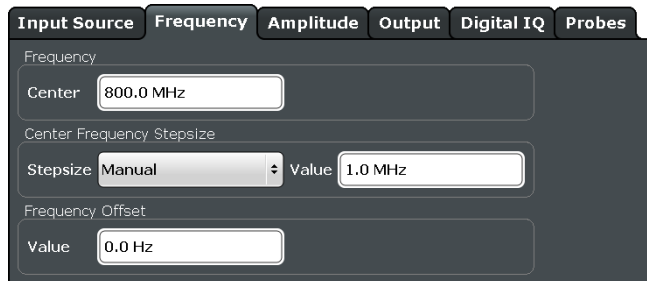 Input Source Frequency Amplitude Output Digital IQ Probes
Frequency
Center 800.0 MHz
Center Frequency Stepsize
Stepsize Manual Value 1.0 MHz
Frequency Offset
Value 0.0 Hz